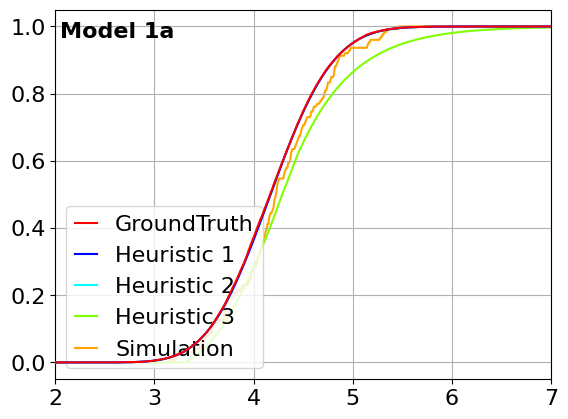 Model 1a
1.0
0.8
0.6
0.4
0.2
0.0
GroundTruth
Heuristic 1
Heuristic 2
Heuristic 3
Simulation
2 3 4 5 6 7